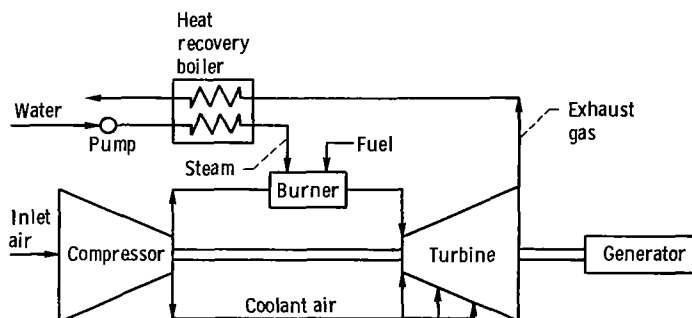 Heat
recovery
boiler
Water
Pump
Exhaust
gas
Steam
Fuel
Burner
Inlet
air
Compressor
Turbine
Generator
Coolant air